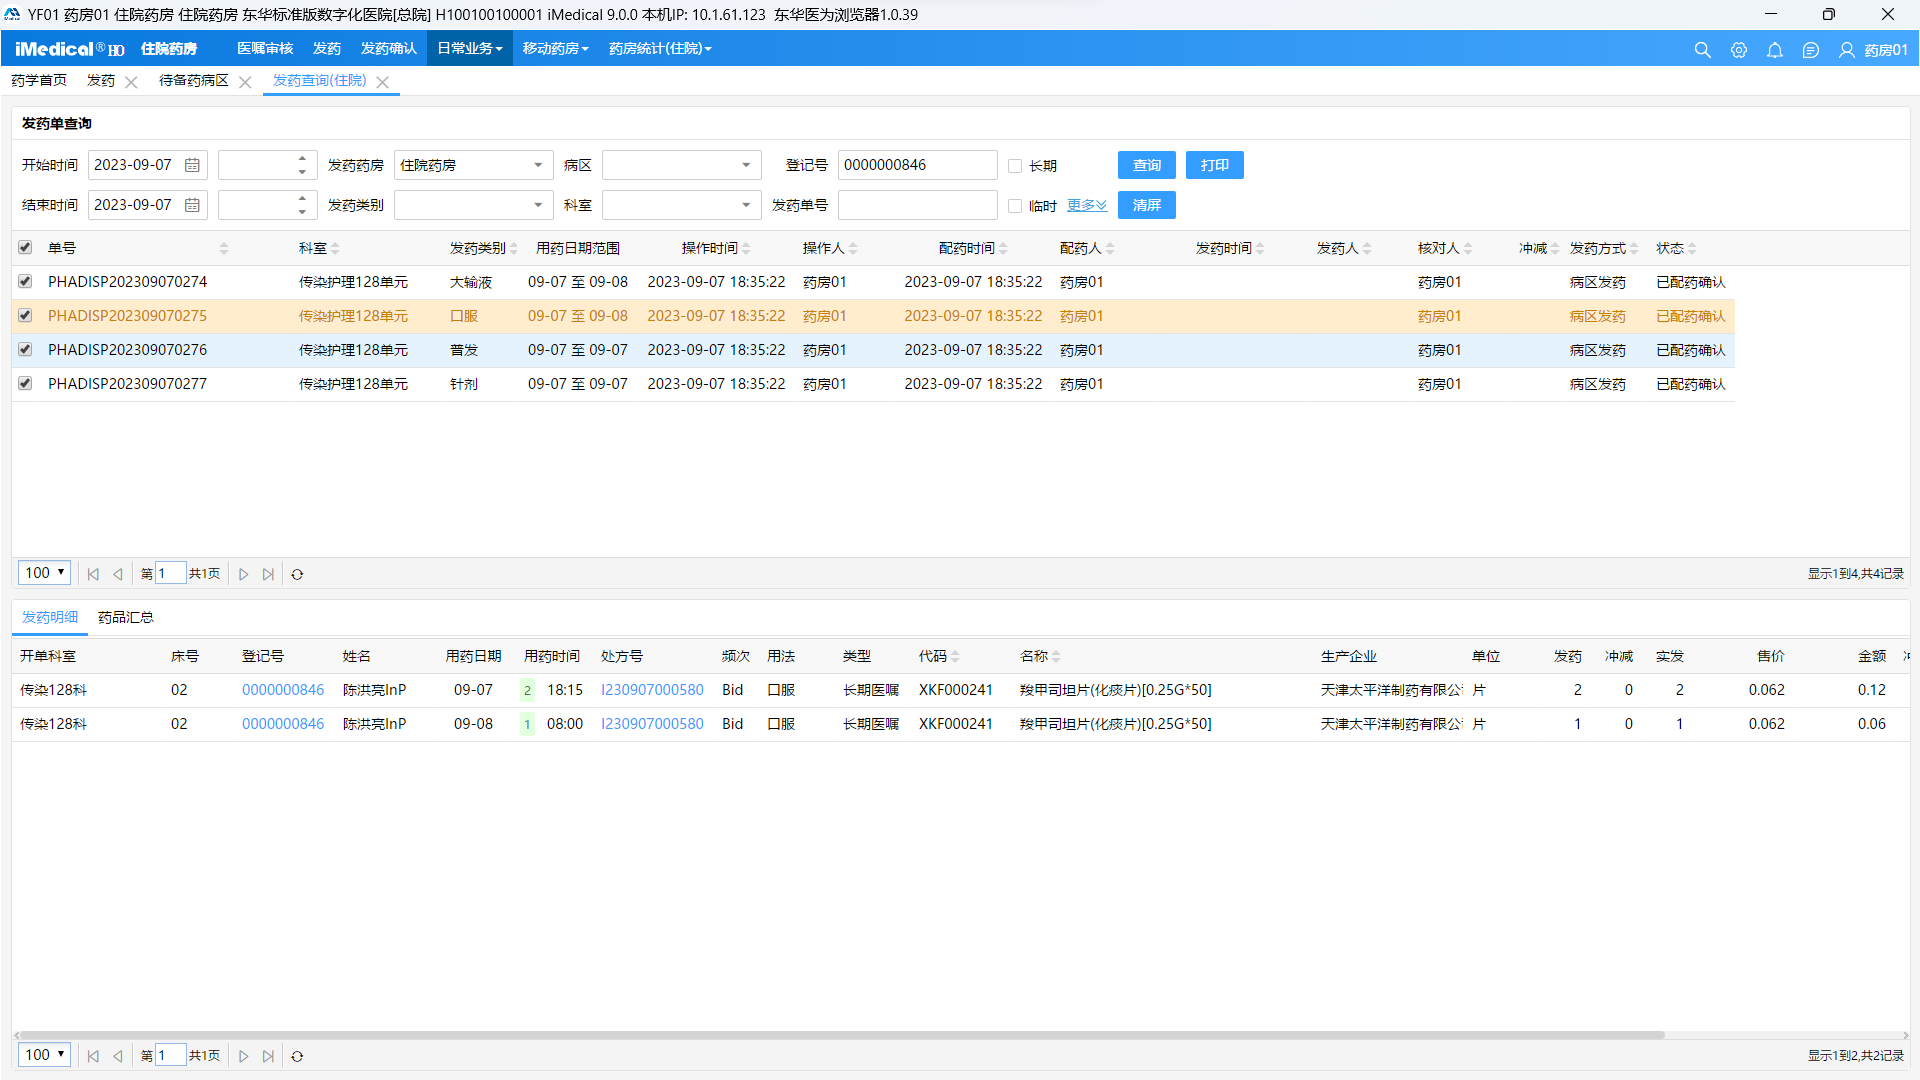 YF01 药房01 住院药房 住院药房 东华标准版数字化医院[总院] H100100100001 iMedical 9.0.0 本机IP: 10.1.61.123 东华医为浏览器1.0.39
iMedical® HO 住院药房 医嘱审核 发药 发药确认 日常业务 移动药房 药房统计(住院) 药房01
药学首页 发药 待备药病区 发药查询(住院)
发药单查询
开始时间 2023-09-07 发药药房 住院药房 病区 登记号 0000000846 长期 查询 打印
结束时间 2023-09-07 发药类别 科室 发药单号 临时 更多 清屏
单号 科室 发药类别 用药日期范围 操作时间 操作人 配药时间 配药人 发药时间 发药人 核对人 冲减 发药方式 状态
PHADISP202309070274 传染护理128单元 大输液 09-07 至 09-08 2023-09-07 18:35:22 药房01 2023-09-07 18:35:22 药房01 药房01 病区发药 已配药确认
PHADISP202309070275 传染护理128单元 口服 09-07 至 09-08 2023-09-07 18:35:22 药房01 2023-09-07 18:35:22 药房01 药房01 病区发药 已配药确认
PHADISP202309070276 传染护理128单元 普发 09-07 至 09-07 2023-09-07 18:35:22 药房01 2023-09-07 18:35:22 药房01 药房01 病区发药 已配药确认
PHADISP202309070277 传染护理128单元 针剂 09-07 至 09-07 2023-09-07 18:35:22 药房01 2023-09-07 18:35:22 药房01 药房01 病区发药 已配药确认
100 第 1 共1页 显示1到4,共4记录
发药明细 药品汇总
开单科室 床号 登记号 姓名 用药日期 用药时间 处方号 频次 用法 类型 代码 名称 生产企业 单位 发药 冲减 实发 售价 金额
传染128科 02 0000000846 陈洪亮InP 09-07 2 18:15 I230907000580 Bid 口服 长期医嘱 XKF000241 羧甲司坦片(化痰片)[0.25G*50] 天津太平洋制药有限公 片 2 0 2 0.062 0.12
传染128科 02 0000000846 陈洪亮InP 09-08 1 08:00 I230907000580 Bid 口服 长期医嘱 XKF000241 羧甲司坦片(化痰片)[0.25G*50] 天津太平洋制药有限公 片 1 0 1 0.062 0.06
100 第 1 共1页 显示1到2,共2记录